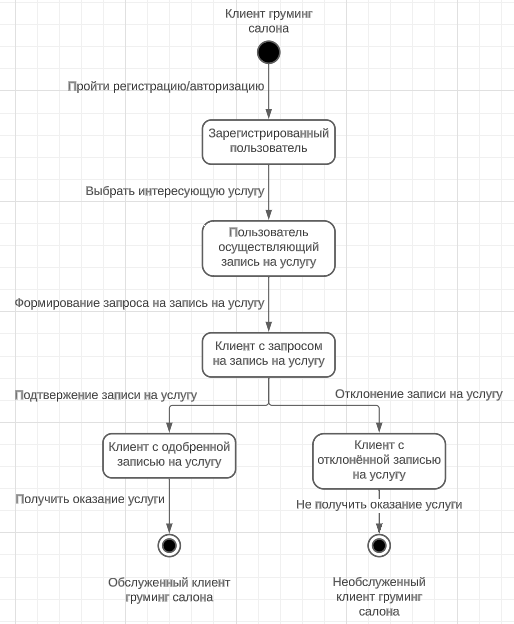 Клиент груминг
салона
Пройти регистрацию/авторизацию
Зарегистрированный
пользователь
Выбрать интересующую услугу
Пользователь
осуществляющий
запись на услугу
Формирование запроса на запись на услугу
Клиент с запросом
на запись на услугу
Подтвержение записи на услугу
Отклонение записи на услугу
Клиент с одобренной
записью на услугу
Клиент с
отклонённой записью
на услугу
Получить оказание услуги
Не получить оказание услуги
Обслуженный клиент
груминг салона
Необслуженный
клиент груминг
салона